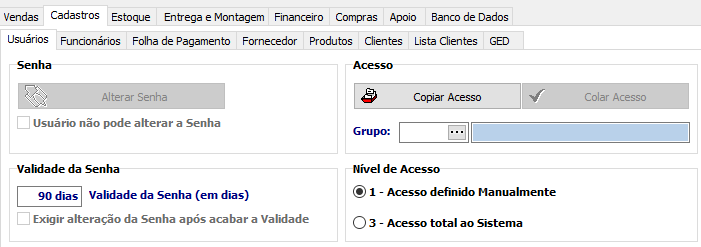 Vendas Cadastros Estoque Entrega e Montagem Financeiro Compras Apoio Banco de Dados
Usuários Funcionários Folha de Pagamento Fornecedor Produtos Clientes Lista Clientes GED
Senha
Alterar Senha
Usuário não pode alterar a Senha
Acesso
Copiar Acesso Colar Acesso
Grupo: ...
Validade da Senha
90 dias Validade da Senha (em dias)
Exigir alteração da Senha após acabar a Validade
Nível de Acesso
1 - Acesso definido Manualmente
3 - Acesso total ao Sistema